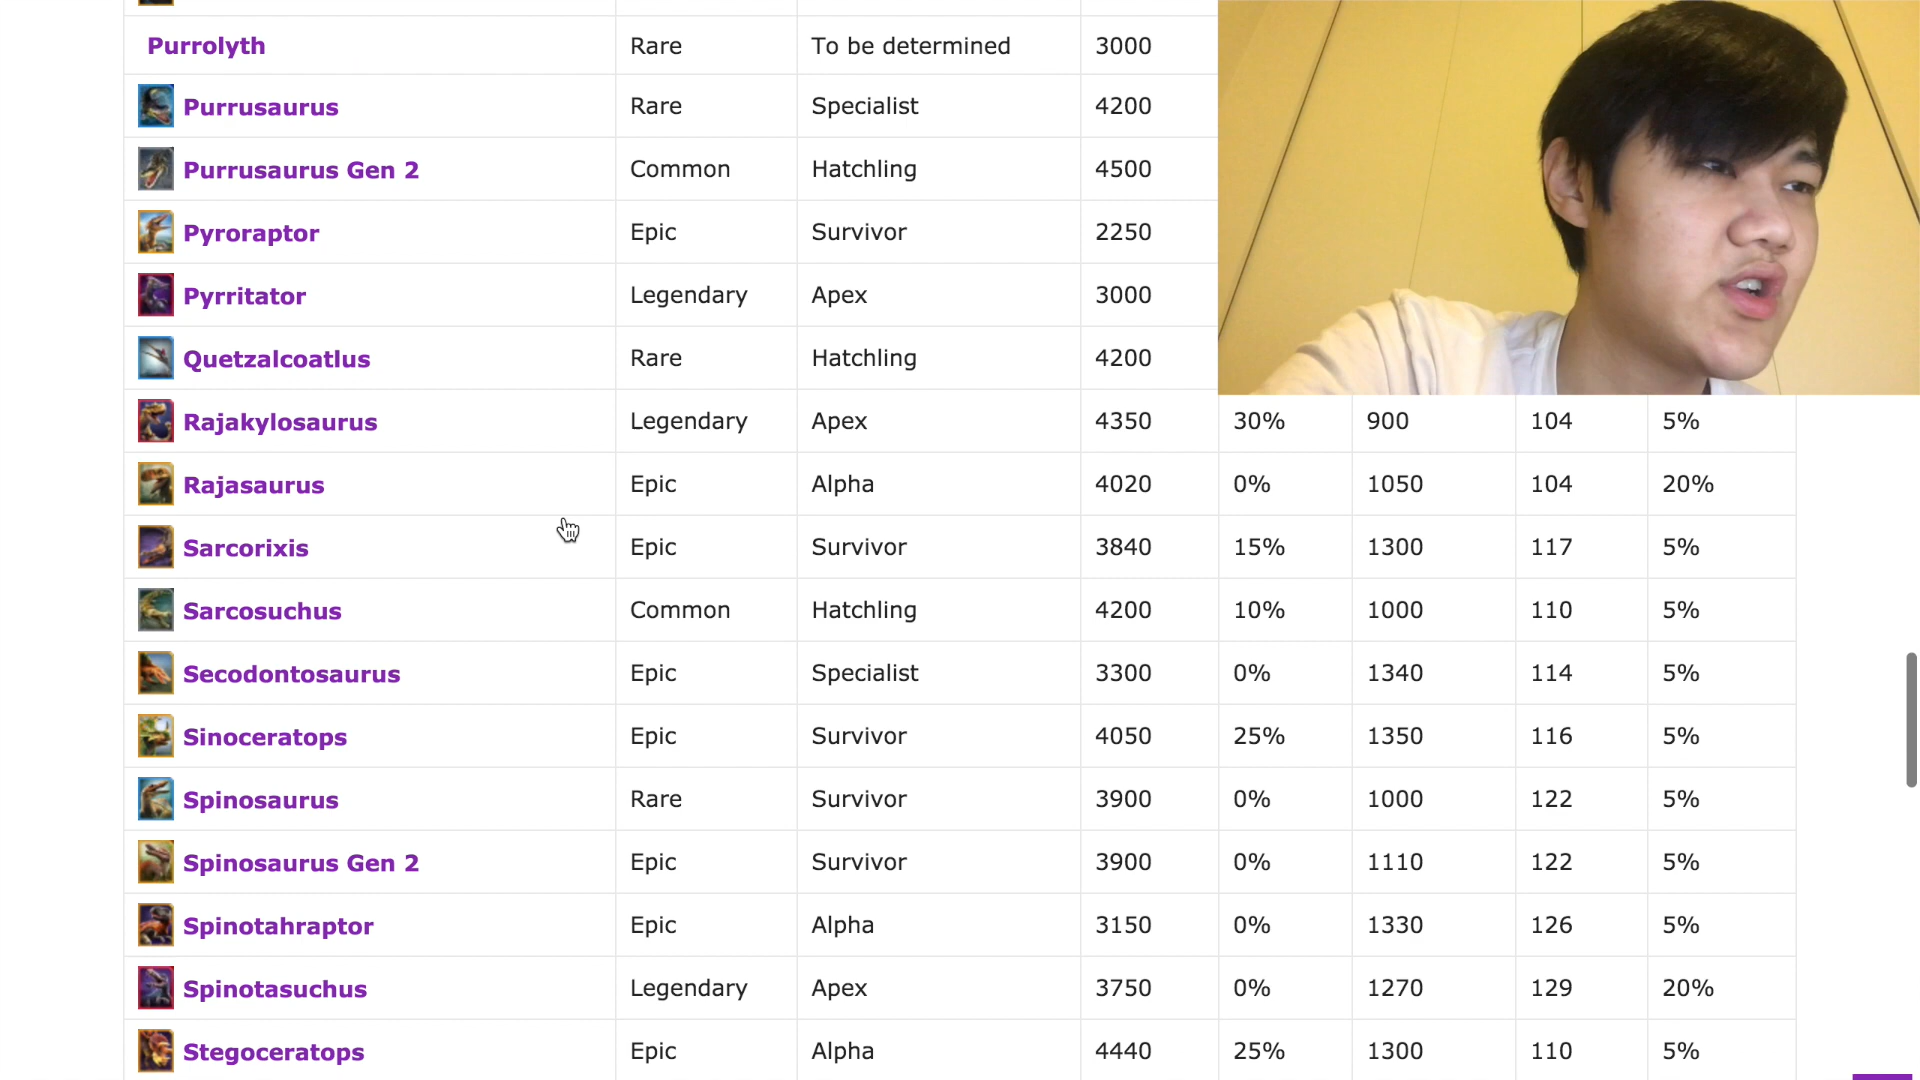 Purrolyth Rare To be determined 3000
Purrusaurus Rare Specialist 4200
Purrusaurus Gen 2 Common Hatchling 4500
Pyroraptor Epic Survivor 2250
Pyrritator Legendary Apex 3000
Quetzalcoatlus Rare Hatchling 4200
Rajakylosaurus Legendary Apex 4350 30% 900 104 5%
Rajasaurus Epic Alpha 4020 0% 1050 104 20%
Sarcorixis Epic Survivor 3840 15% 1300 117 5%
Sarcosuchus Common Hatchling 4200 10% 1000 110 5%
Secodontosaurus Epic Specialist 3300 0% 1340 114 5%
Sinoceratops Epic Survivor 4050 25% 1350 116 5%
Spinosaurus Rare Survivor 3900 0% 1000 122 5%
Spinosaurus Gen 2 Epic Survivor 3900 0% 1110 122 5%
Spinotahraptor Epic Alpha 3150 0% 1330 126 5%
Spinotasuchus Legendary Apex 3750 0% 1270 129 20%
Stegoceratops Epic Alpha 4440 25% 1300 110 5%